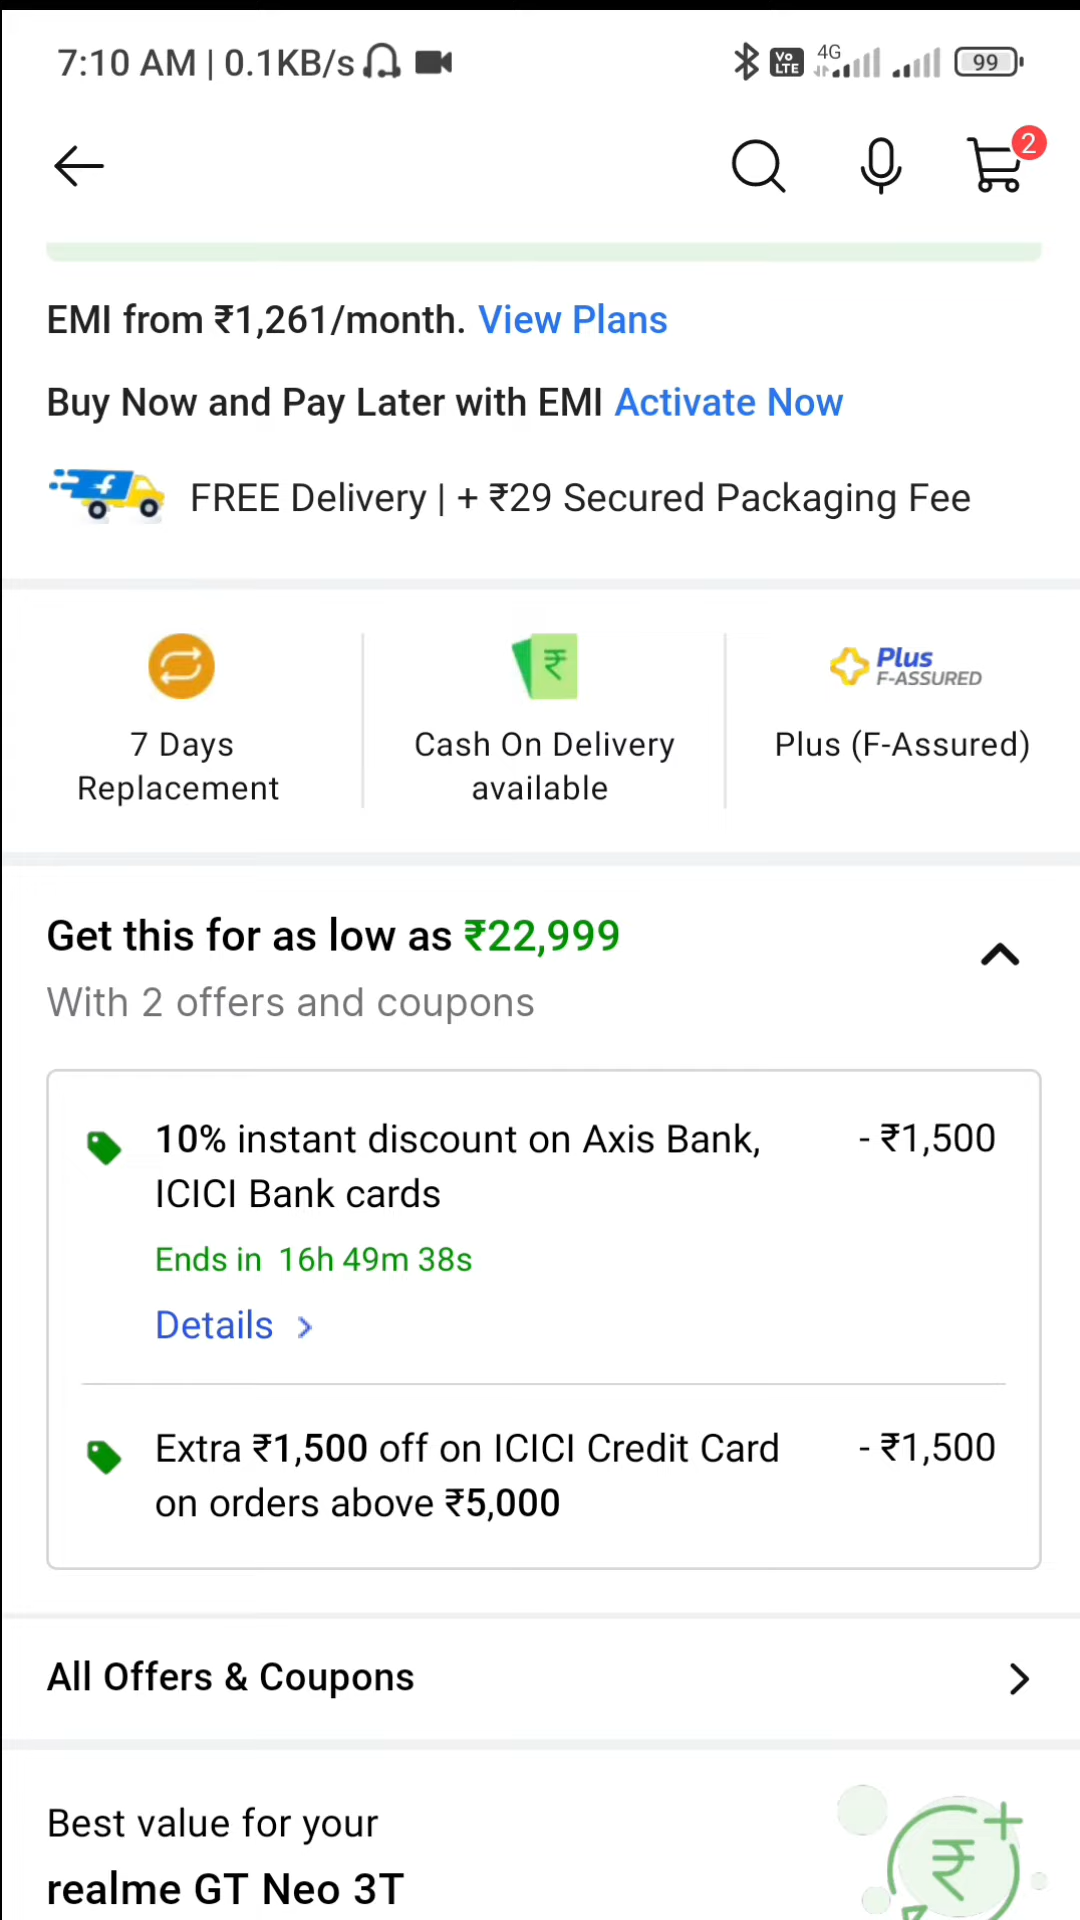 7:10 AM | 0.1KB/s
Vo LTE 4G 99
2
EMI from ₹1,261/month. View Plans
Buy Now and Pay Later with EMI Activate Now
f
FREE Delivery | + ₹29 Secured Packaging Fee
Plus
F-ASSURED
7 Days
Replacement
Cash On Delivery
available
Plus (F-Assured)
Get this for as low as ₹22,999
With 2 offers and coupons
10% instant discount on Axis Bank, - ₹1,500
ICICI Bank cards
Ends in 16h 49m 38s
Details
Extra ₹1,500 off on ICICI Credit Card - ₹1,500
on orders above ₹5,000
All Offers & Coupons
Best value for your
realme GT Neo 3T